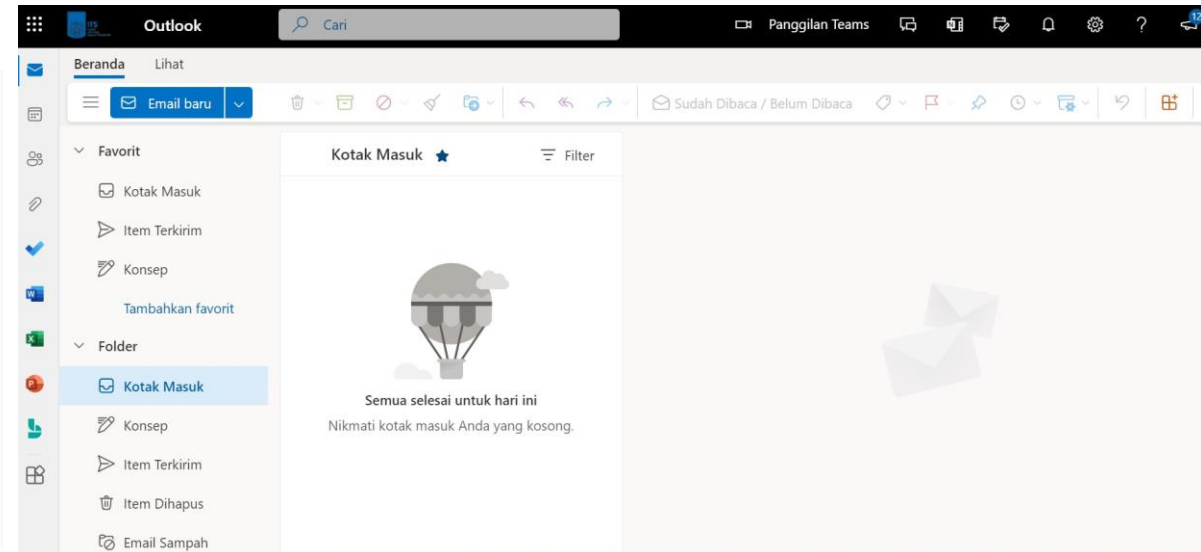 ITS
Outlook
Cari
Panggilan Teams
12
Beranda
Lihat
Email baru
Sudah Dibaca / Belum Dibaca
Favorit
Kotak Masuk
Item Terkirim
Konsep
Tambahkan favorit
Folder
Kotak Masuk
Konsep
Item Terkirim
Item Dihapus
Email Sampah
Kotak Masuk
Filter
Semua selesai untuk hari ini
Nikmati kotak masuk Anda yang kosong.